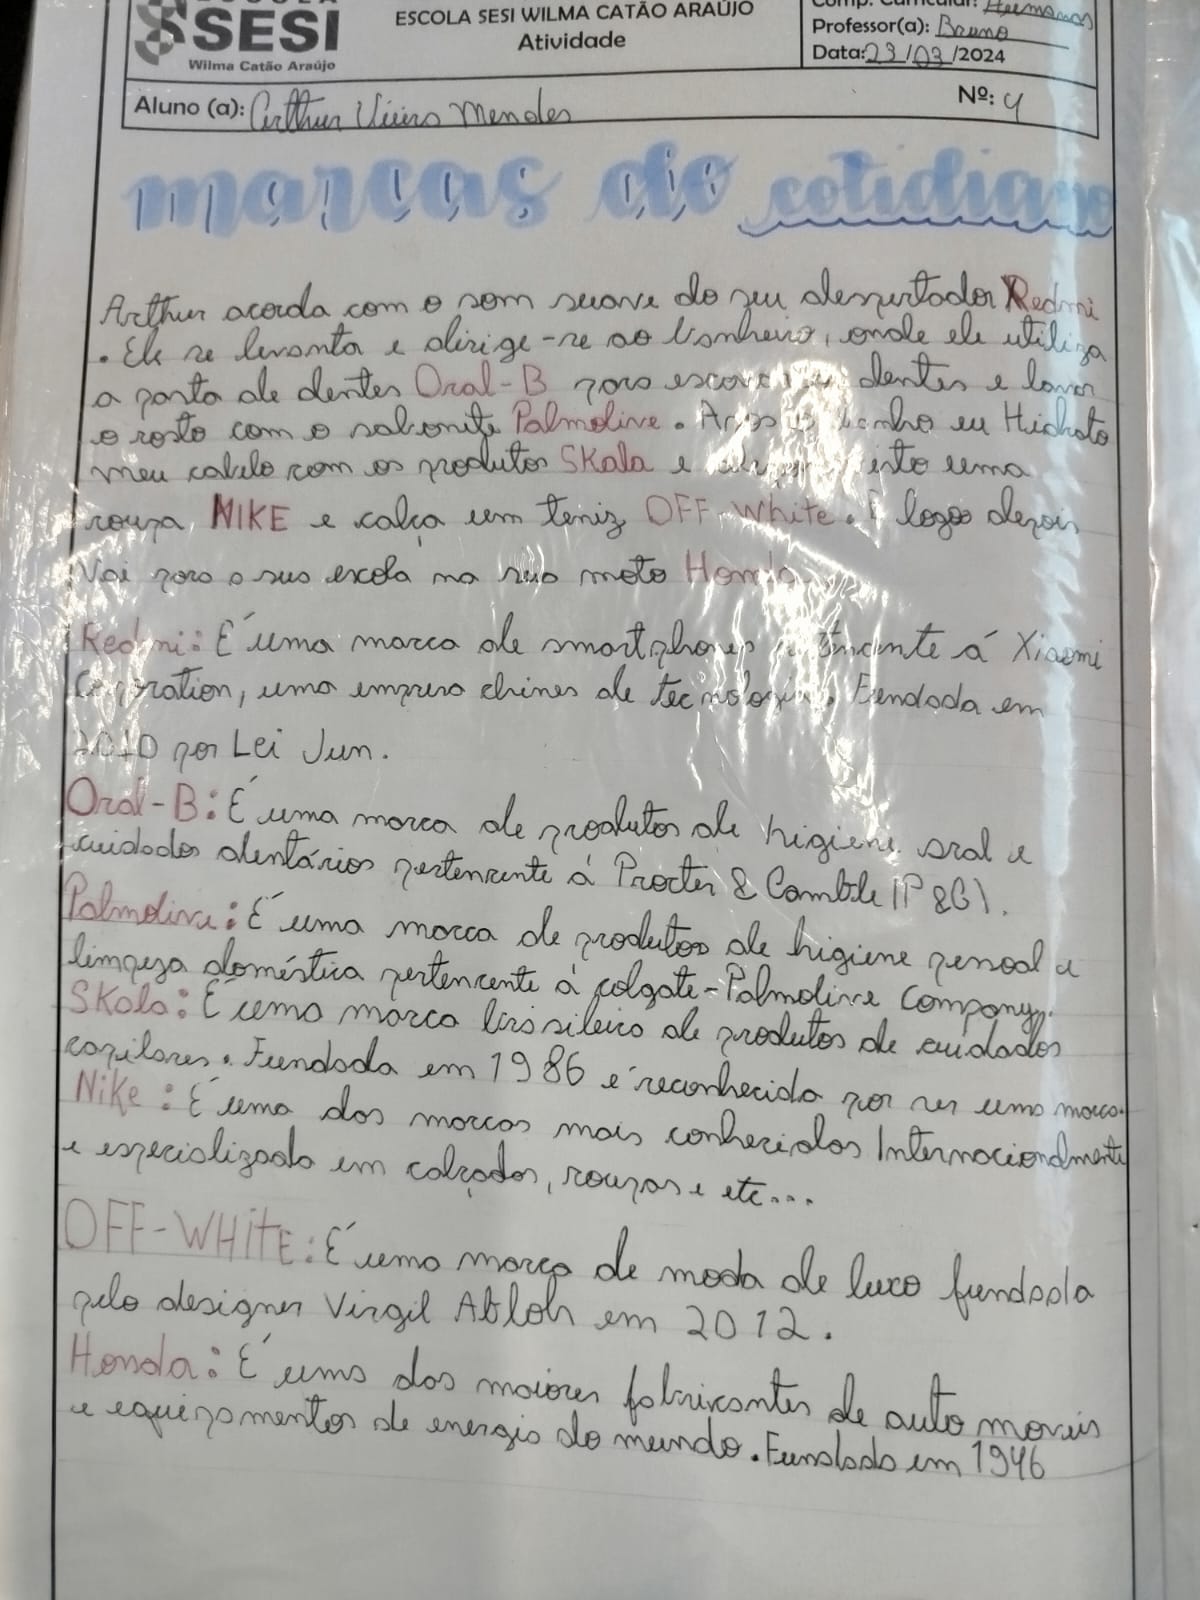 SESI
Wilma Catão Araújo
ESCOLA SESI WILMA CATÃO ARAÚJO
Atividade
Comp. Curricular: Humanas
Professor(a): Bruno
Data: 23/03/2024
Aluno (a): Arthur Vieira Mendes Nº: 4
marcas do cotidiano
Arthur acorda com o som suave do seu despertador Redmi
. Ele se levanta e dirige-se ao banheiro, onde ele utiliza
a pasta de dentes Oral-B para escovar dentes e lavar
o rosto com o sabonete Palmolive. Após banho eu Hidrato
meu cabelo com os produtos SKala e visto uma
roupa NIKE e calça um teniz OFF-White. E logo depois
Vai para a sua escola na sua moto Honda
Redmi: É uma marca de smartphones pertencente á Xiaomi
Corporation, uma empresa chines de tecnologia. Fundada em
2010 por Lei Jun.
Oral-B: É uma marca de produtos de higiene oral e
cuidados dentários pertencente á Procter & Gamble (P&G).
Palmolive: É uma marca de produtos de higiene pessoal e
limpeza doméstica pertencente à colgate-Palmolive Company.
SKala: É uma marca brasileira de produtos de cuidados
capilares. Fundada em 1986 é reconhecida por ser uma marca.
Nike: É uma das marcas mais conhecidas Internacionalmente
e especializada em calçados, roupas e etc...
OFF-WHitE: É uma marca de moda de luxo fundada
pelo designer Virgil Abloh em 2012.
Honda: É uma dos maiores fabricantes de auto moveis
e equipamentos de energia do mundo. Fundada em 1946